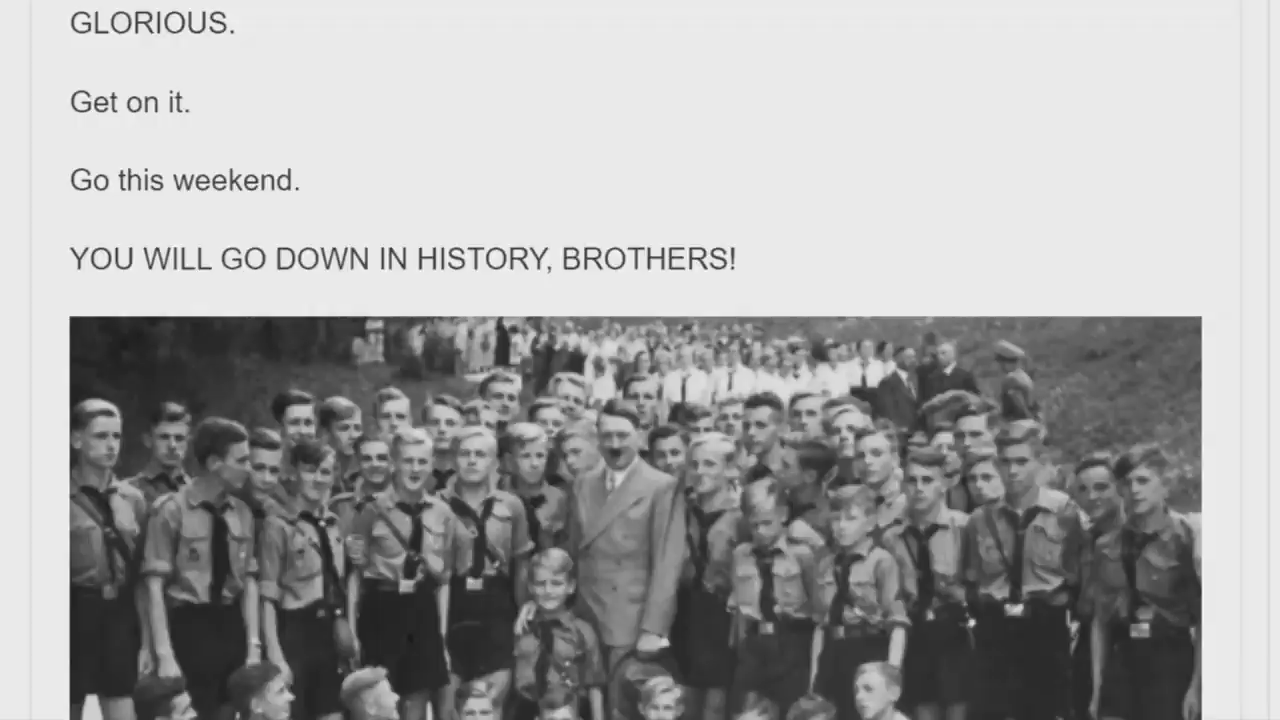 GLORIOUS.
Get on it.
Go this weekend.
YOU WILL GO DOWN IN HISTORY, BROTHERS!